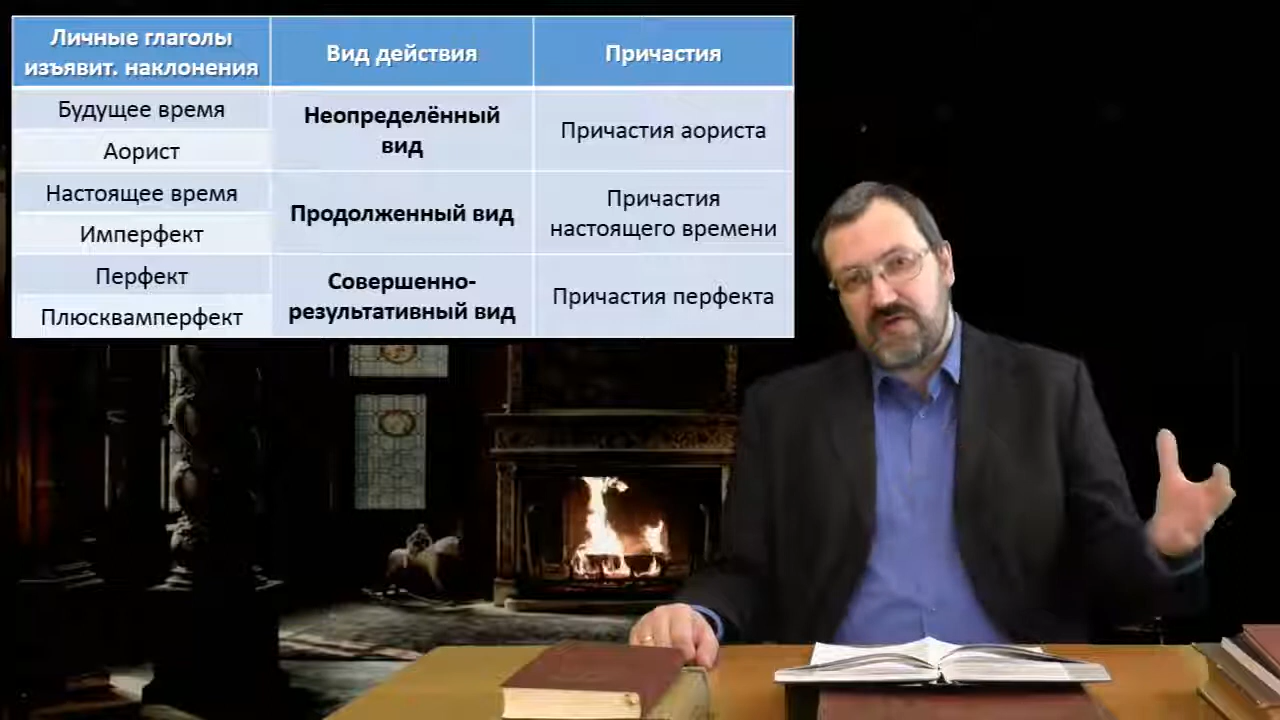 Личные глаголы
изъявит. наклонения
Вид действия
Причастия
Будущее время
Аорист
Неопределённый
вид
Причастия аориста
Настоящее время
Имперфект
Продолженный вид
Причастия
настоящего времени
Перфект
Плюсквамперфект
Совершенно-
результативный вид
Причастия перфекта